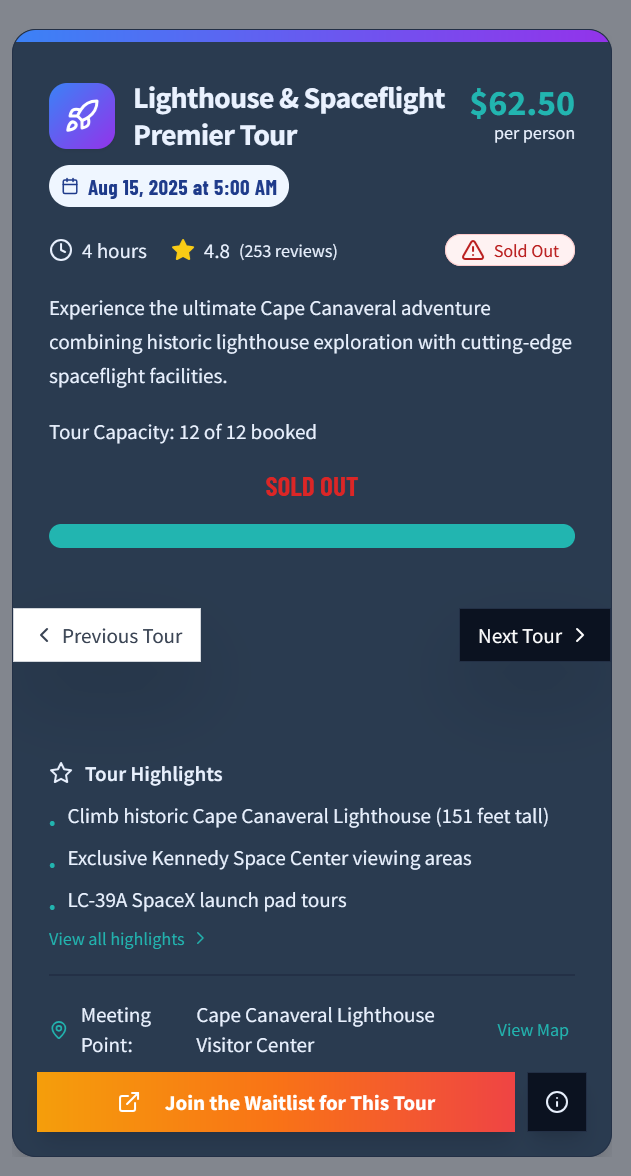 Lighthouse & Spaceflight
Premier Tour
$62.50
per person
Aug 15, 2025 at 5:00 AM
4 hours
4.8 (253 reviews)
Sold Out
Experience the ultimate Cape Canaveral adventure
combining historic lighthouse exploration with cutting-edge
spaceflight facilities.
Tour Capacity: 12 of 12 booked
SOLD OUT
Previous Tour
Next Tour
Tour Highlights
Climb historic Cape Canaveral Lighthouse (151 feet tall)
Exclusive Kennedy Space Center viewing areas
LC-39A SpaceX launch pad tours
View all highlights
Meeting
Point:
Cape Canaveral Lighthouse
Visitor Center
View Map
Join the Waitlist for This Tour